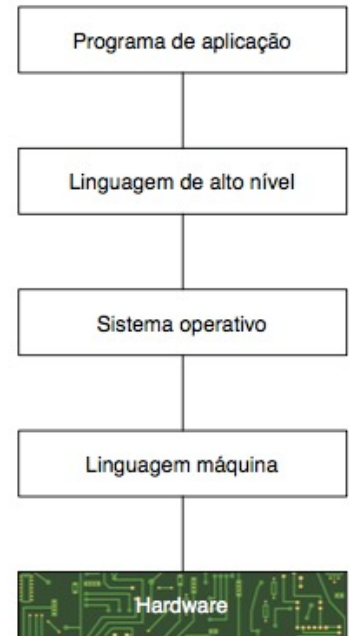 Programa de aplicação
Linguagem de alto nível
Sistema operativo
Linguagem máquina
Hardware